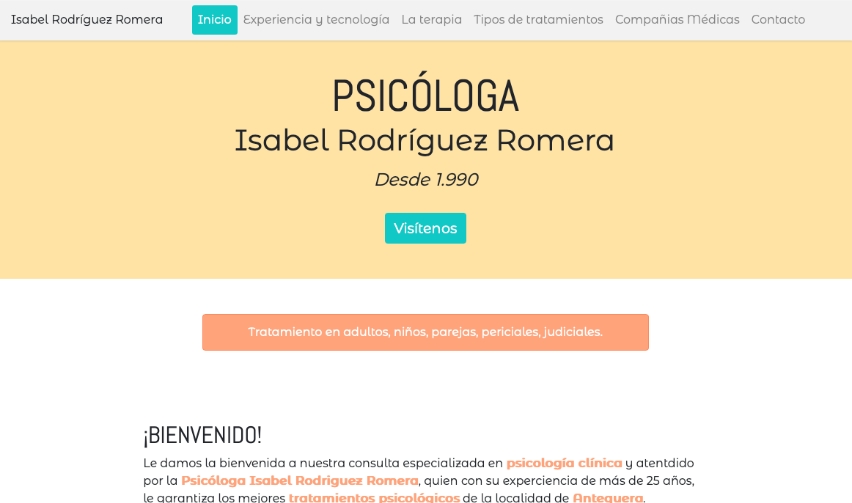 Isabel Rodríguez Romera Inicio Experiencia y tecnología La terapia Tipos de tratamientos Compañias Médicas Contacto
PSICÓLOGA
Isabel Rodríguez Romera
Desde 1.990
Visítenos
Tratamiento en adultos, niños, parejas, periciales, judiciales.
¡BIENVENIDO!
Le damos la bienvenida a nuestra consulta especializada en psicología clínica y atentdido
por la Psicóloga Isabel Rodriguez Romera, quien con su experciencia de más de 25 años,
le garantiza los mejores tratamientos psicológicos de la localidad de Antequera.